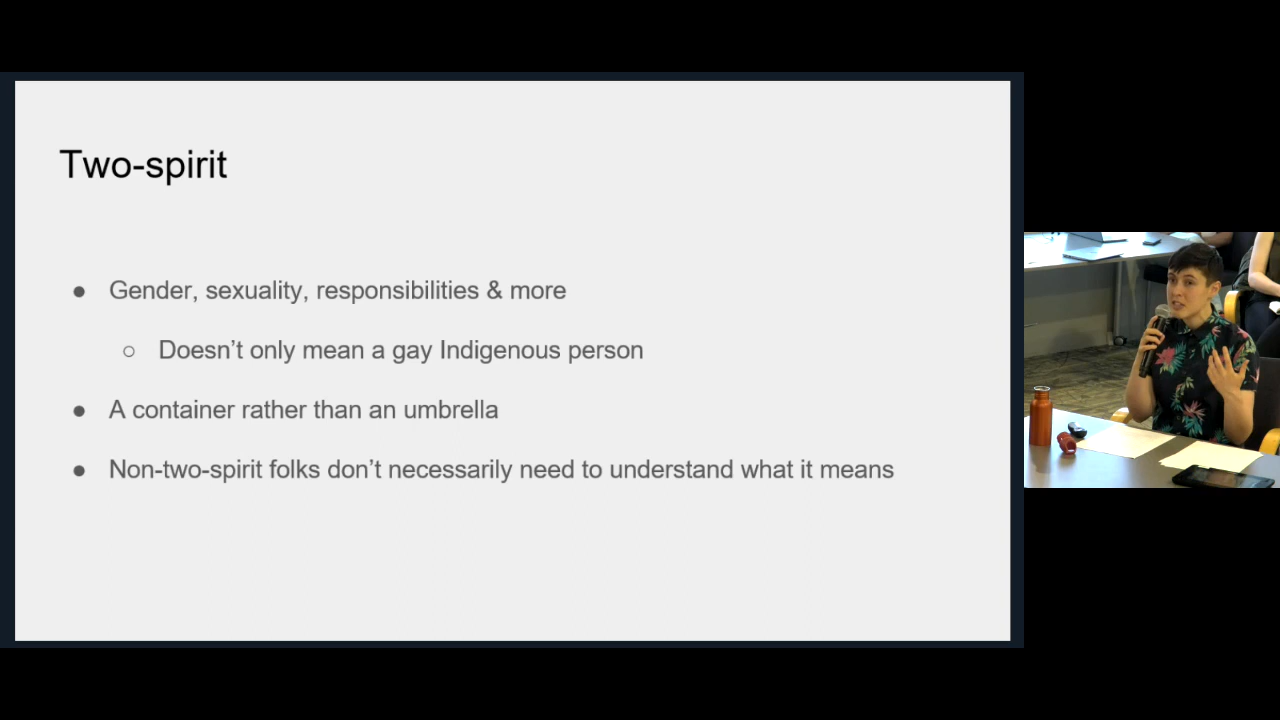 Two-spirit
● Gender, sexuality, responsibilities & more
○ Doesn’t only mean a gay Indigenous person
● A container rather than an umbrella
● Non-two-spirit folks don’t necessarily need to understand what it means